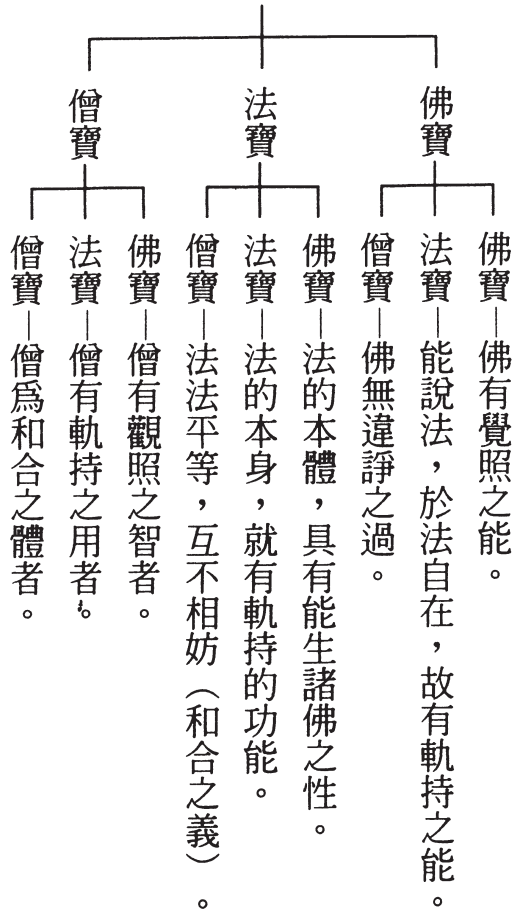 佛寶
佛寶—佛有覺照之能。
法寶—能說法，於法自在，故有軌持之能。
僧寶—佛無違諍之過。
法寶
佛寶—法的本體，具有能生諸佛之性。
法寶—法的本身，就有軌持的功能。
僧寶—法法平等，互不相妨（和合之義）。
僧寶
佛寶—僧有觀照之智者。
法寶—僧有軌持之用者。
僧寶—僧爲和合之體者。